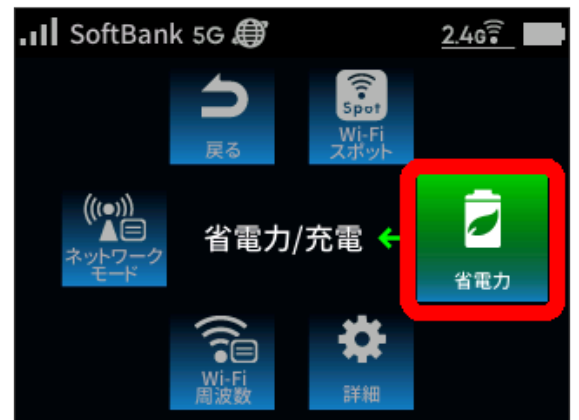 SoftBank 5G 2.4G
戻る
Spot
Wi-Fi
スポット
ネットワーク
モード
省電力/充電
省電力
Wi-Fi
周波数
詳細